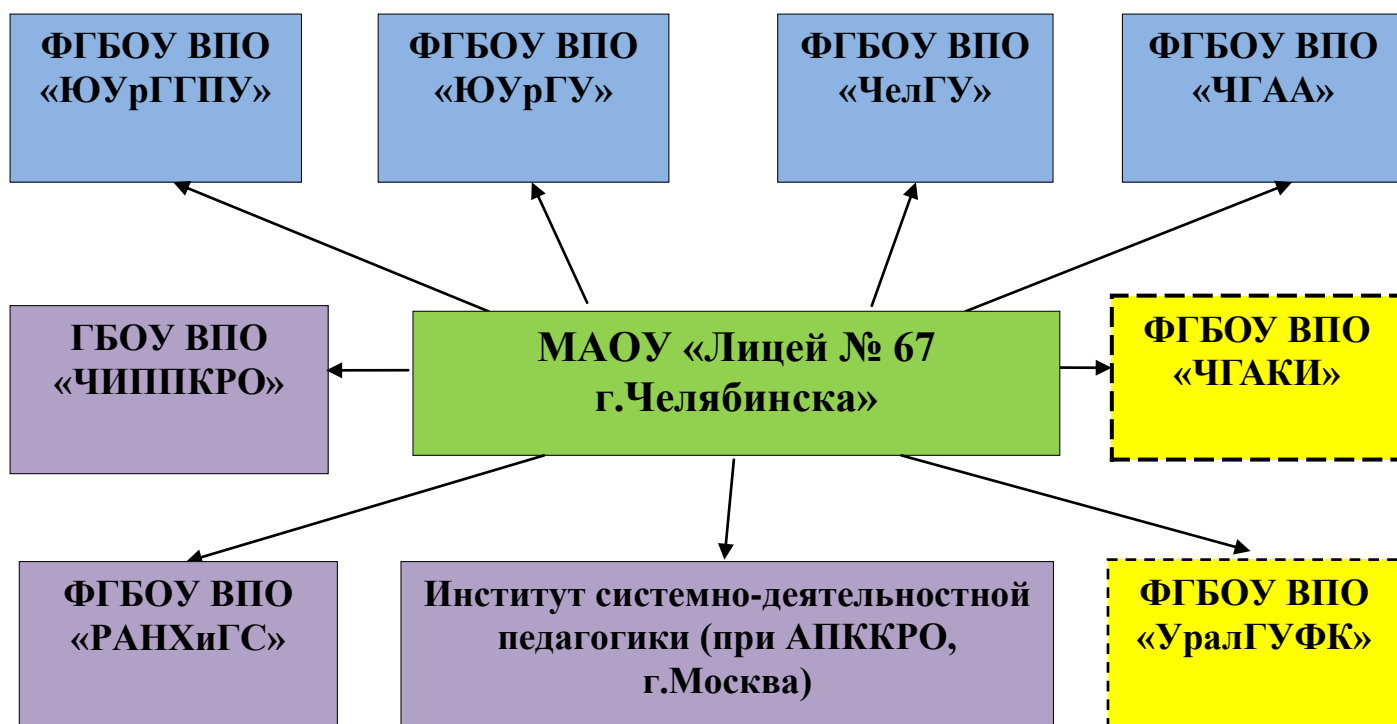 ФГБОУ ВПО
«ЮУрГГПУ»
ФГБОУ ВПО
«ЮУрГУ»
ФГБОУ ВПО
«ЧелГУ»
ФГБОУ ВПО
«ЧГАА»
ГБОУ ВПО
«ЧИППКРО»
МАОУ «Лицей № 67
г.Челябинска»
ФГБОУ ВПО
«ЧГАКИ»
ФГБОУ ВПО
«РАНХиГС»
Институт системно-деятельностной
педагогики (при АПККРО,
г.Москва)
ФГБОУ ВПО
«УралГУФК»